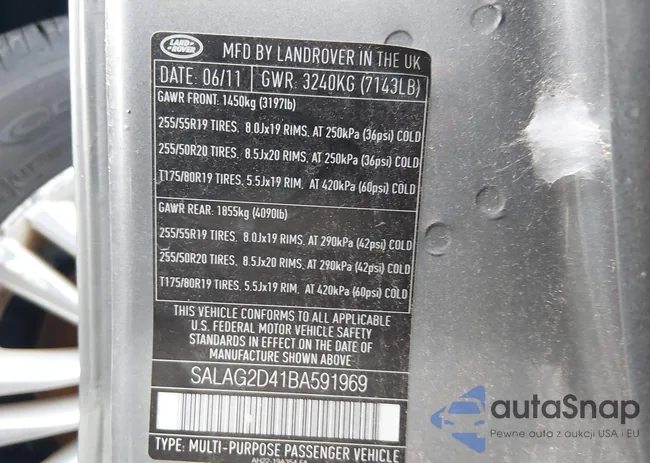 LAND
ROVER
MFD BY LANDROVER IN THE UK
DATE: 06/11 GWR: 3240KG (7143LB)
GAWR FRONT: 1450kg (3197lb)
255/55R19 TIRES, 8.0Jx19 RIMS, AT 250kPa (36psi) COLD
255/50R20 TIRES, 8.5Jx20 RIMS, AT 250kPa (36psi) COLD
T175/80R19 TIRES, 5.5Jx19 RIM, AT 420kPa (60psi) COLD
GAWR REAR: 1855kg (4090lb)
255/55R19 TIRES, 8.0Jx19 RIMS, AT 290kPa (42psi) COLD
255/50R20 TIRES, 8.5Jx20 RIMS, AT 290kPa (42psi) COLD
T175/80R19 TIRES, 5.5Jx19 RIM, AT 420kPa (60psi) COLD
THIS VEHICLE CONFORMS TO ALL APPLICABLE
U.S. FEDERAL MOTOR VEHICLE SAFETY
STANDARDS IN EFFECT ON THE DATE OF
MANUFACTURE SHOWN ABOVE
SALAG2D41BA591969
TYPE: MULTI-PURPOSE PASSENGER VEHICLE
autoSnap
Pewne auta z aukcji USA i EU